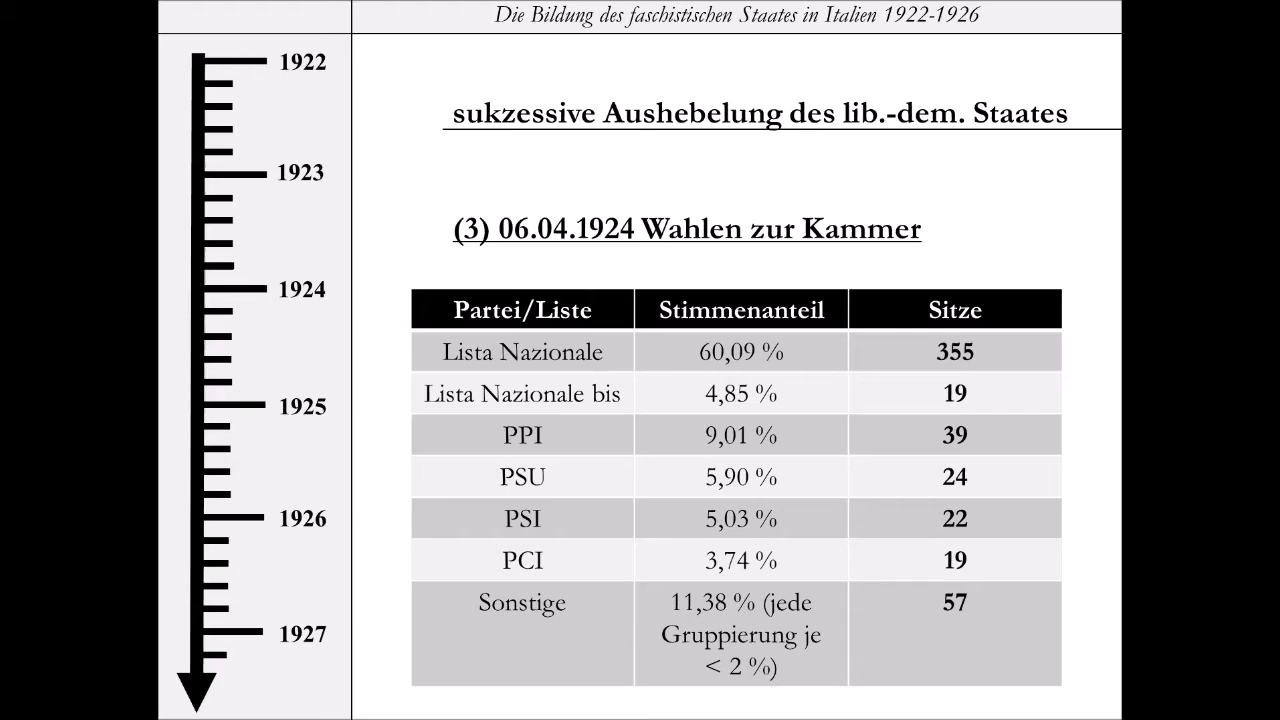 Die Bildung des faschistischen Staates in Italien 1922-1926
1922
1923
1924
1925
1926
1927
sukzessive Aushebelung des lib.-dem. Staates
(3) 06.04.1924 Wahlen zur Kammer
Partei/Liste Stimmenanteil Sitze
Lista Nazionale 60,09 % 355
Lista Nazionale bis 4,85 % 19
PPI 9,01 % 39
PSU 5,90 % 24
PSI 5,03 % 22
PCI 3,74 % 19
Sonstige 11,38 % (jede 57
Gruppierung je
< 2 %)